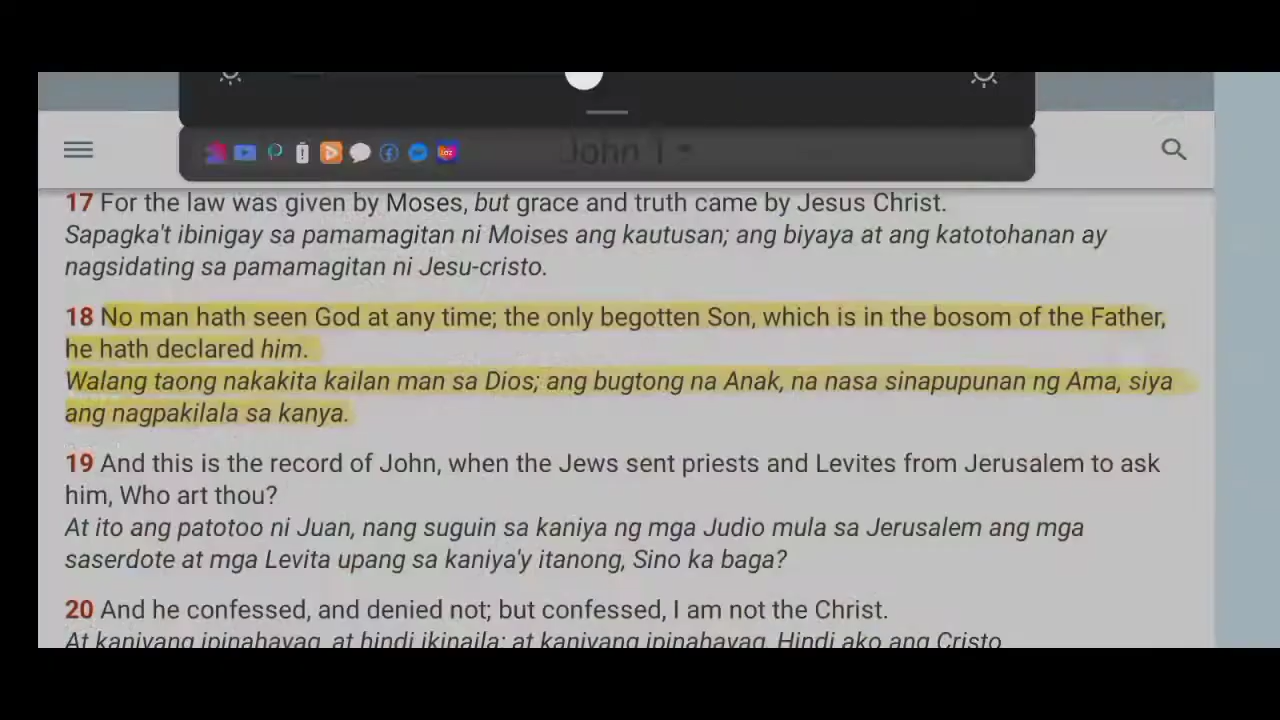 John 1
17 For the law was given by Moses, but grace and truth came by Jesus Christ.
Sapagka't ibinigay sa pamamagitan ni Moises ang kautusan; ang biyaya at ang katotohanan ay
nagsidating sa pamamagitan ni Jesu-cristo.
18 No man hath seen God at any time; the only begotten Son, which is in the bosom of the Father,
he hath declared him.
Walang taong nakakita kailan man sa Dios; ang bugtong na Anak, na nasa sinapupunan ng Ama, siya
ang nagpakilala sa kanya.
19 And this is the record of John, when the Jews sent priests and Levites from Jerusalem to ask
him, Who art thou?
At ito ang patotoo ni Juan, nang suguin sa kaniya ng mga Judio mula sa Jerusalem ang mga
saserdote at mga Levita upang sa kaniya'y itanong, Sino ka baga?
20 And he confessed, and denied not; but confessed, I am not the Christ.
At kaniyang ipinahayag, at hindi ikinaila; at kaniyang ipinahayag, Hindi ako ang Cristo